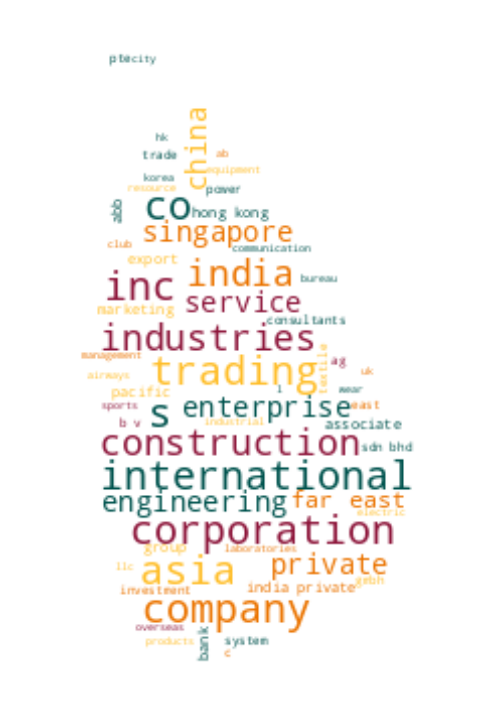 pte city
china
hk
trade ab
equipment
korea
resource power
abb co hong kong
singapore
club communication
export
india bureau
inc service
marketing consultants
industries
management trading textile ag
airways uk
pacific l wear
sports s enterprise east
b v industrial associate
construction sdn bhd
international
engineering far east
electric
corporation
group laboratories
llc asia private
gmbh
investment india private
company
overseas
products bank system
c